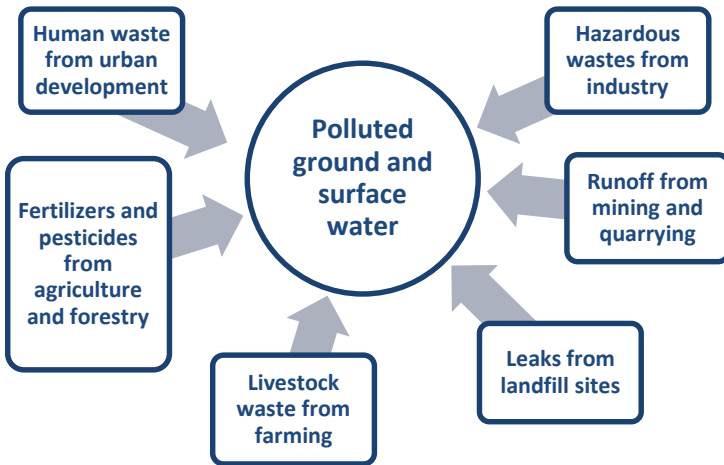 Human waste
from urban
development
Hazardous
wastes from
industry
Polluted
ground and
surface
water
Fertilizers and
pesticides
from
agriculture
and forestry
Runoff from
mining and
quarrying
Livestock
waste from
farming
Leaks from
landfill sites